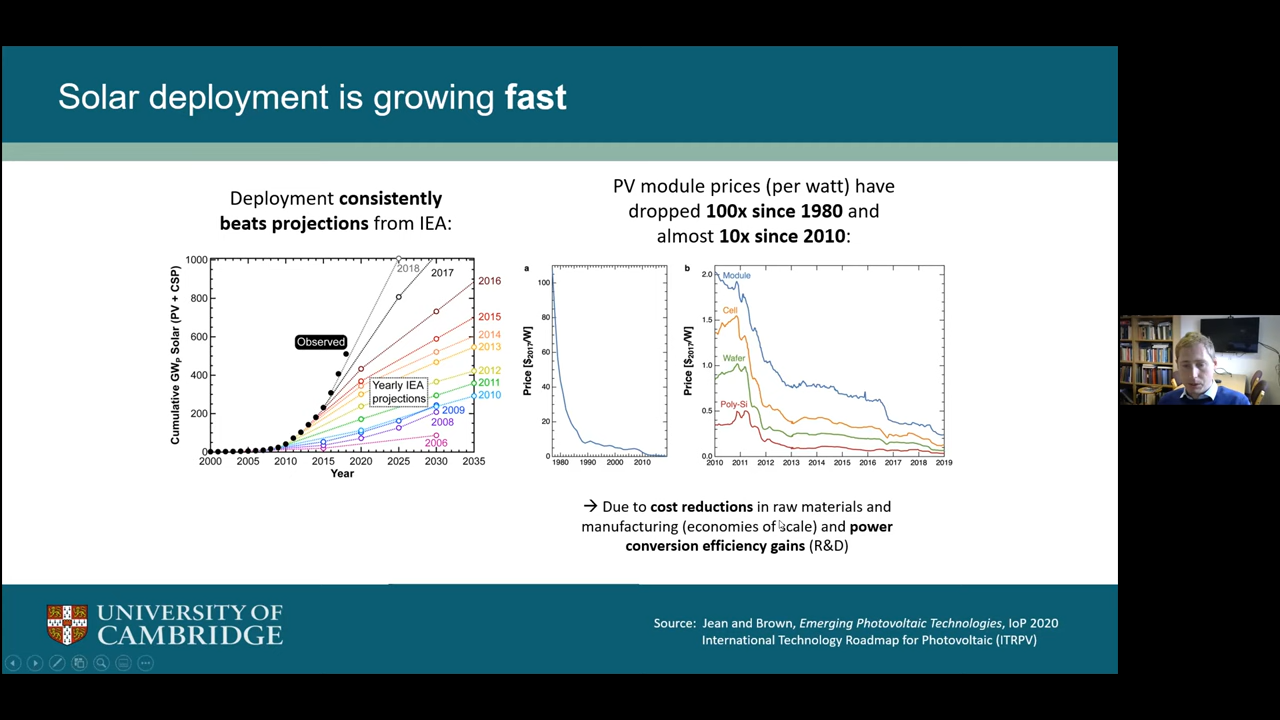 Solar deployment is growing fast
Deployment consistently
beats projections from IEA:
PV module prices (per watt) have
dropped 100x since 1980 and
almost 10x since 2010:
Cumulative GWP Solar (PV + CSP)
1000
800
600
400
200
0
2000 2005 2010 2015 2020 2025 2030 2035
Year
Observed
Yearly IEA
projections
2018
2017
2016
2015
2014
2013
2012
2011
2010
2009
2008
2006
a
Price [$2017/W]
100
80
60
40
20
0
1980 1990 2000 2010
b
Price [$2017/W]
2.0
1.5
1.0
0.5
0.0
Module
Cell
Wafer
Poly-Si
2010 2011 2012 2013 2014 2015 2016 2017 2018 2019
→ Due to cost reductions in raw materials and
manufacturing (economies of scale) and power
conversion efficiency gains (R&D)
UNIVERSITY OF
CAMBRIDGE
Source: Jean and Brown, Emerging Photovoltaic Technologies, IoP 2020
International Technology Roadmap for Photovoltaic (ITRPV)